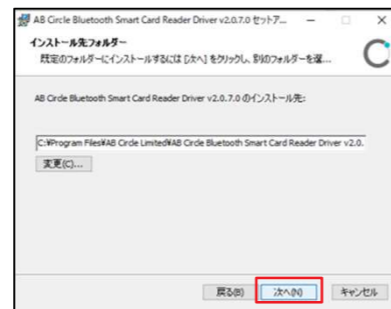 AB Circle Bluetooth Smart Card Reader Driver v2.0.7.0 セットア...
インストール先フォルダー
既定のフォルダーにインストールするには [次へ] をクリックし、別のフォルダーを選...
AB Circle Bluetooth Smart Card Reader Driver v2.0.7.0 のインストール先:
C:¥Program Files¥AB Circle Limited¥AB Circle Bluetooth Smart Card Reader Driver v2.0.
変更(C)...
戻る(B)
次へ(N)
キャンセル